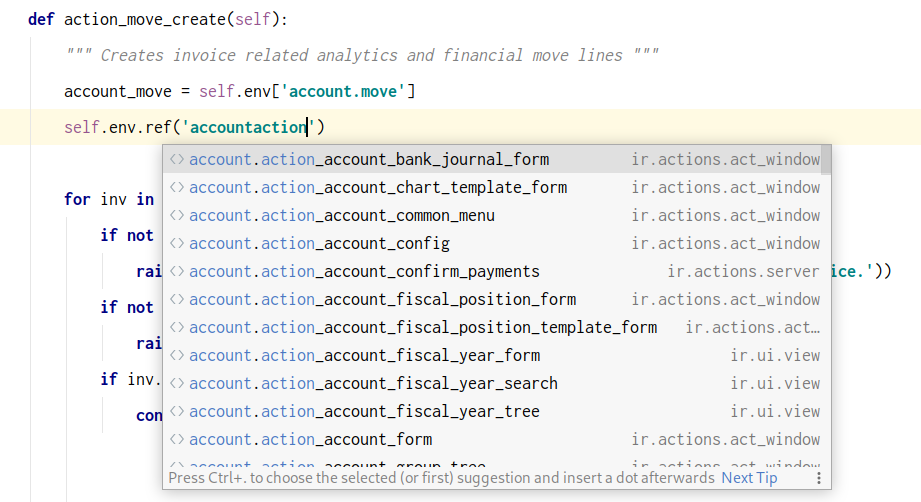 def action_move_create(self):
""" Creates invoice related analytics and financial move lines """
account_move = self.env['account.move']
self.env.ref('accountaction')
account.action_account_bank_journal_form ir.actions.act_window
account.action_account_chart_template_form ir.actions.act_window
for inv in
account.action_account_common_menu ir.actions.act_window
if not
account.action_account_config ir.actions.act_window
rai
account.action_account_confirm_payments ir.actions.server
ice.'))
account.action_account_fiscal_position_form ir.actions.act_window
if not
account.action_account_fiscal_position_template_form ir.actions.act…
rai
account.action_account_fiscal_year_form ir.ui.view
if inv.
account.action_account_fiscal_year_search ir.ui.view
con
account.action_account_fiscal_year_tree ir.ui.view
account.action_account_form ir.actions.act_window
account.action_account_group_tree ir.actions.act_window
Press Ctrl+. to choose the selected (or first) suggestion and insert a dot afterwards Next Tip